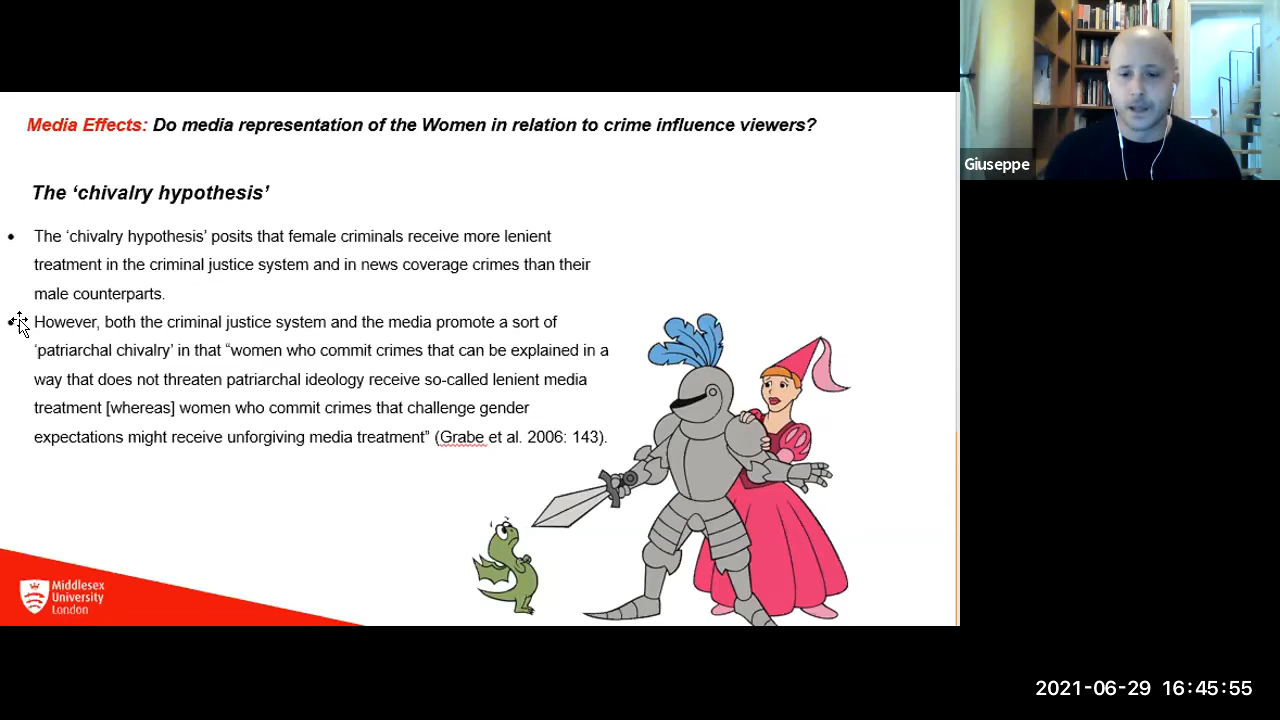 Media Effects: Do media representation of the Women in relation to crime influence viewers?
Giuseppe
The ‘chivalry hypothesis’
• The ‘chivalry hypothesis’ posits that female criminals receive more lenient
treatment in the criminal justice system and in news coverage crimes than their
male counterparts.
• However, both the criminal justice system and the media promote a sort of
‘patriarchal chivalry’ in that “women who commit crimes that can be explained in a
way that does not threaten patriarchal ideology receive so-called lenient media
treatment [whereas] women who commit crimes that challenge gender
expectations might receive unforgiving media treatment” (Grabe et al. 2006: 143).
Middlesex
University
London
2021-06-29 16:45:55